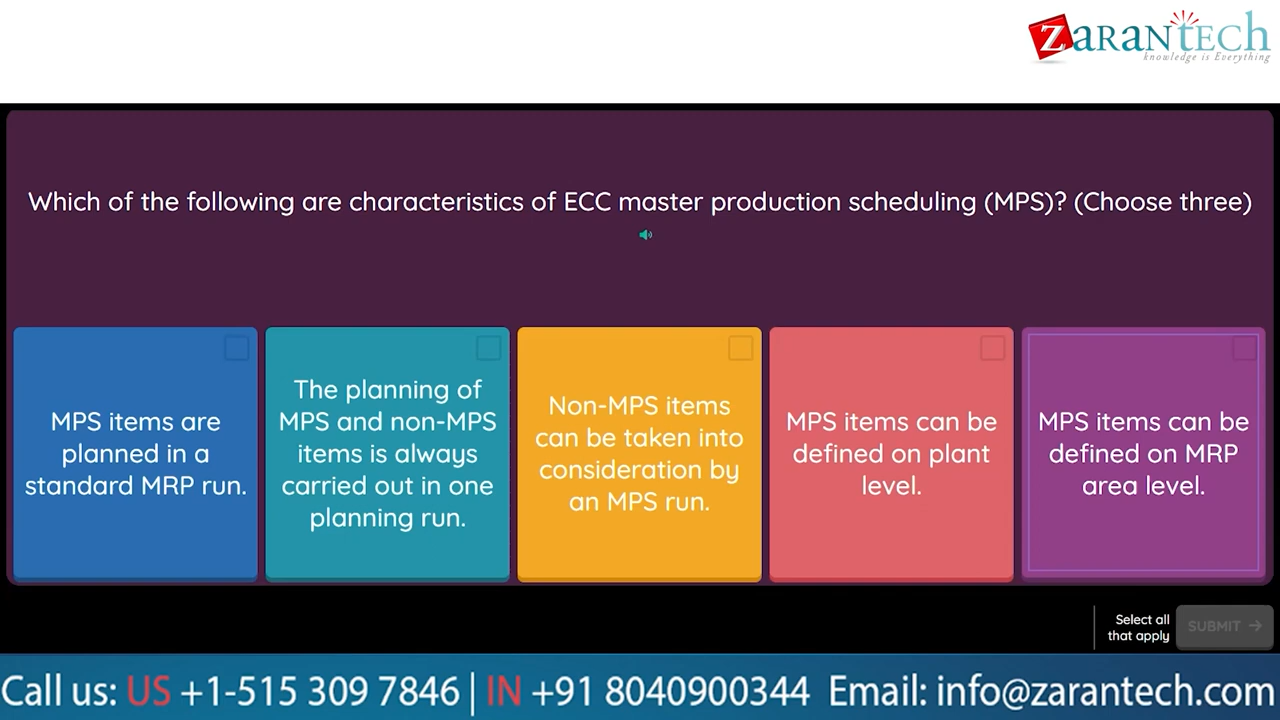 ZARANTECH
knowledge is Everything
Which of the following are characteristics of ECC master production scheduling (MPS)? (Choose three)
MPS items are
planned in a
standard MRP run.
The planning of
MPS and non-MPS
items is always
carried out in one
planning run.
Non-MPS items
can be taken into
consideration by
an MPS run.
MPS items can be
defined on plant
level.
MPS items can be
defined on MRP
area level.
Select all
that apply
SUBMIT →
Call us: US +1-515 309 7846 | IN +91 8040900344 Email: info@zarantech.com